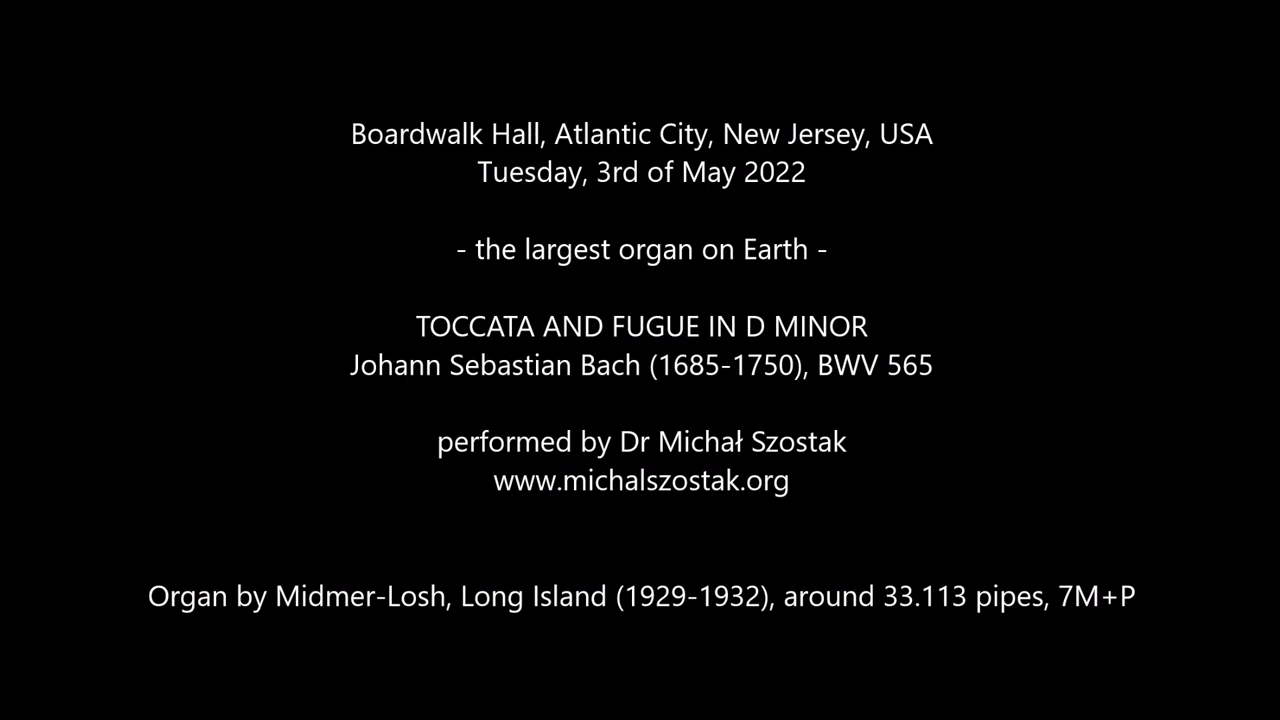 Boardwalk Hall, Atlantic City, New Jersey, USA
Tuesday, 3rd of May 2022
- the largest organ on Earth -
TOCCATA AND FUGUE IN D MINOR
Johann Sebastian Bach (1685-1750), BWV 565
performed by Dr Michał Szostak
www.michalszostak.org
Organ by Midmer-Losh, Long Island (1929-1932), around 33.113 pipes, 7M+P